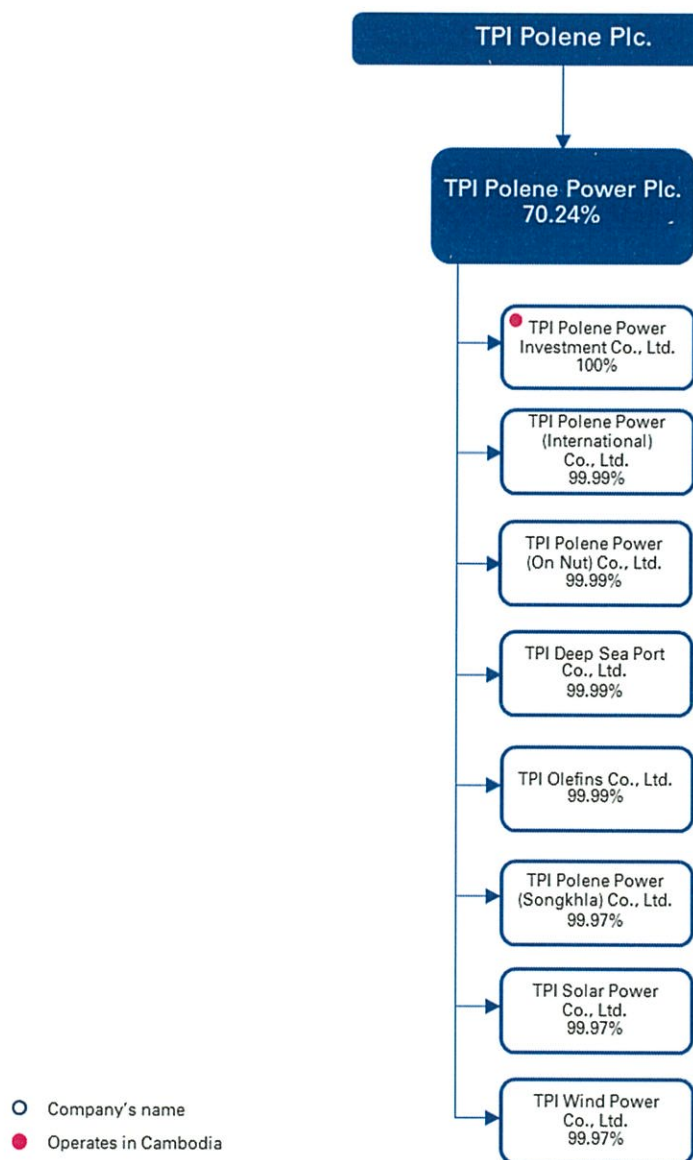 TPI Polene Plc.
TPI Polene Power Plc.
70.24%
TPI Polene Power
Investment Co., Ltd.
100%
TPI Polene Power
(International)
Co., Ltd.
99.99%
TPI Polene Power
(On Nut) Co., Ltd.
99.99%
TPI Deep Sea Port
Co., Ltd.
99.99%
TPI Olefins Co., Ltd.
99.99%
TPI Polene Power
(Songkhla) Co., Ltd.
99.97%
TPI Solar Power
Co., Ltd.
99.97%
TPI Wind Power
Co., Ltd.
99.97%
Company's name
Operates in Cambodia